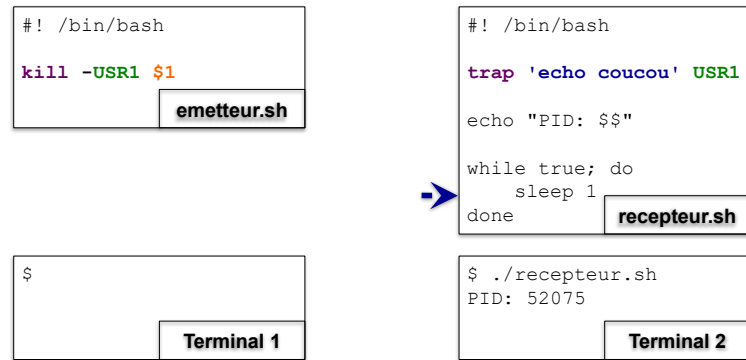 #! /bin/bash
kill -USR1 $1
emetteur.sh
#! /bin/bash
trap 'echo coucou' USR1
echo "PID: $$"
while true; do
sleep 1
done
recepteur.sh
$
Terminal 1
$ ./recepteur.sh
PID: 52075
Terminal 2